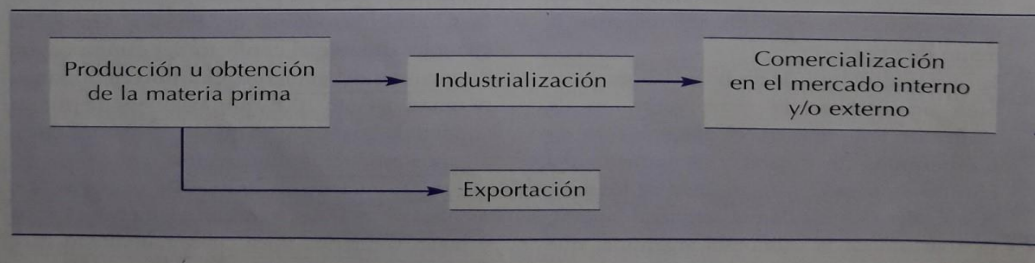 Producción u obtención
de la materia prima
Industrialización
Comercialización
en el mercado interno
y/o externo
Exportación